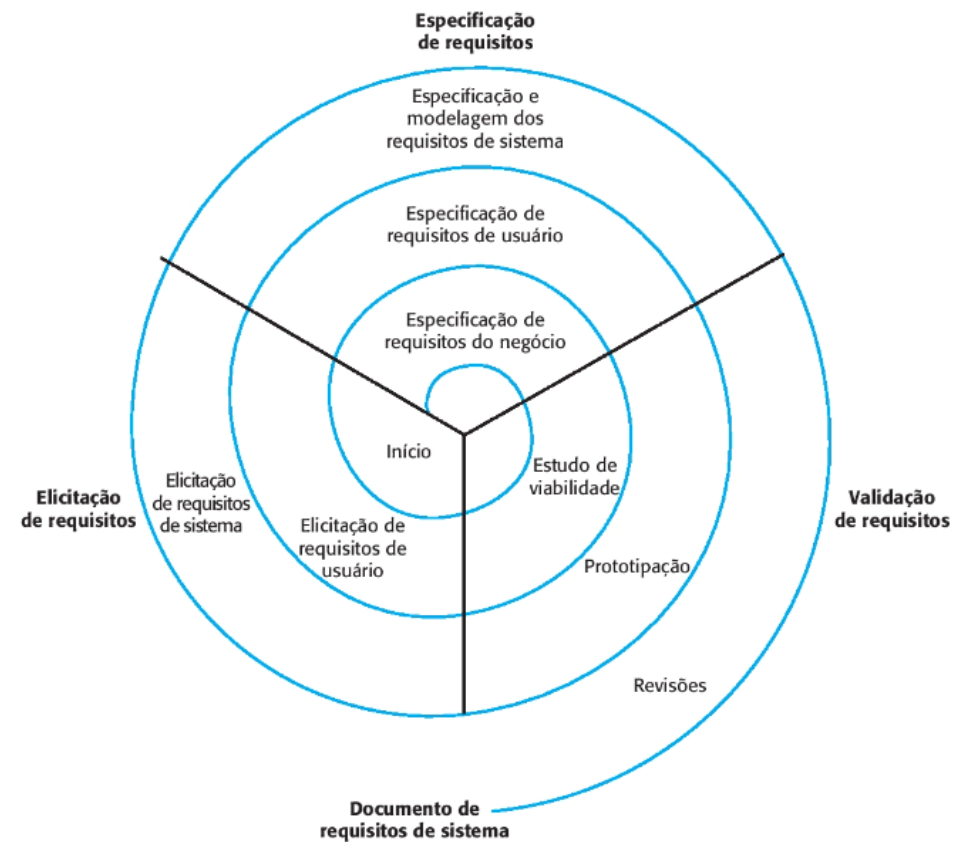 Especificação
de requisitos
Especificação e
modelagem dos
requisitos de sistema
Especificação de
requisitos de usuário
Especificação de
requisitos do negócio
Início
Estudo de
viabilidade
Elicitação
de requisitos
Elicitação
de requisitos
de sistema
Elicitação de
requisitos de
usuário
Validação
de requisitos
Prototipação
Revisões
Documento de
requisitos de sistema